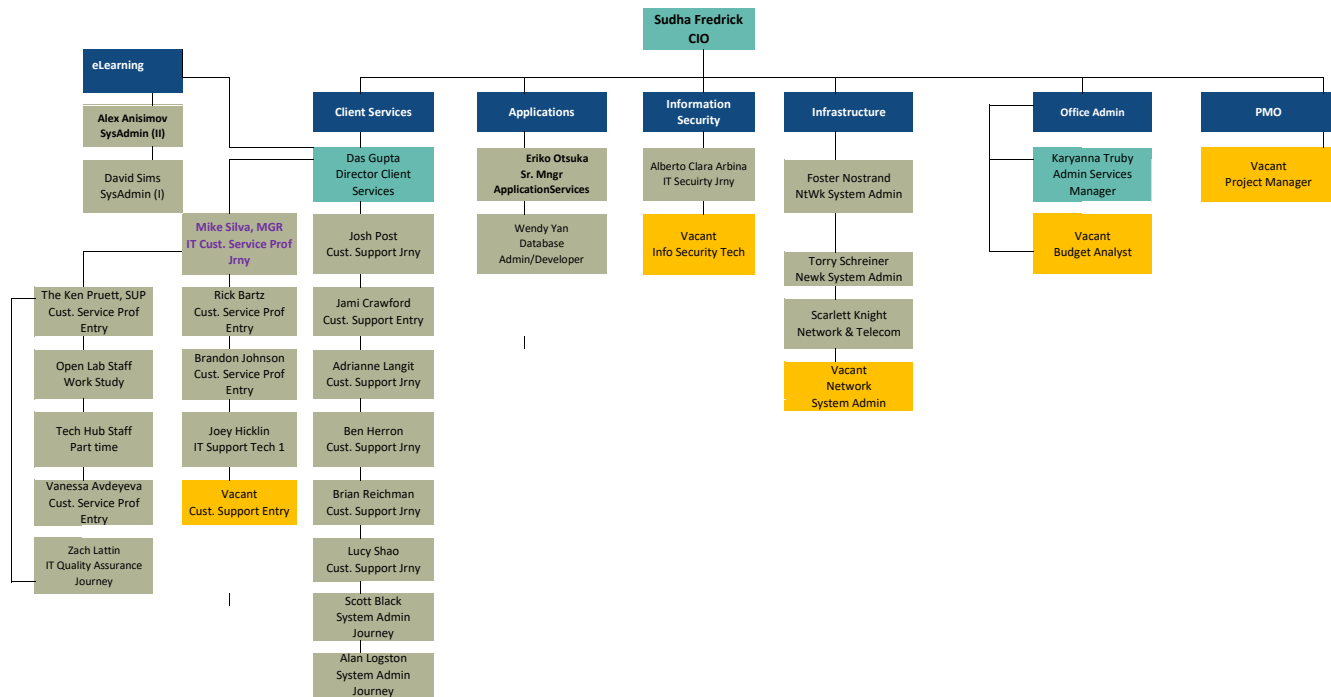 Sudha Fredrick
CIO
eLearning
Alex Anisimov
SysAdmin (II)
David Sims
SysAdmin (I)
Client Services
Das Gupta
Director Client
Services
Mike Silva, MGR
IT Cust. Service Prof
Jrny
The Ken Pruett, SUP
Cust. Service Prof
Entry
Open Lab Staff
Work Study
Tech Hub Staff
Part time
Vanessa Avdeyeva
Cust. Service Prof
Entry
Zach Lattin
IT Quality Assurance
Journey
Rick Bartz
Cust. Service Prof
Entry
Brandon Johnson
Cust. Service Prof
Entry
Joey Hicklin
IT Support Tech 1
Vacant
Cust. Support Entry
Josh Post
Cust. Support Jrny
Jami Crawford
Cust. Support Entry
Adrianne Langit
Cust. Support Jrny
Ben Herron
Cust. Support Jrny
Brian Reichman
Cust. Support Jrny
Lucy Shao
Cust. Support Jrny
Scott Black
System Admin
Journey
Alan Logston
System Admin
Journey
Applications
Eriko Otsuka
Sr. Mngr
ApplicationServices
Wendy Yan
Database
Admin/Developer
Information
Security
Alberto Clara Arbina
IT Secuirty Jrny
Vacant
Info Security Tech
Infrastructure
Foster Nostrand
NtWk System Admin
Torry Schreiner
Newk System Admin
Scarlett Knight
Network & Telecom
Vacant
Network
System Admin
Office Admin
Karyanna Truby
Admin Services
Manager
Vacant
Budget Analyst
PMO
Vacant
Project Manager